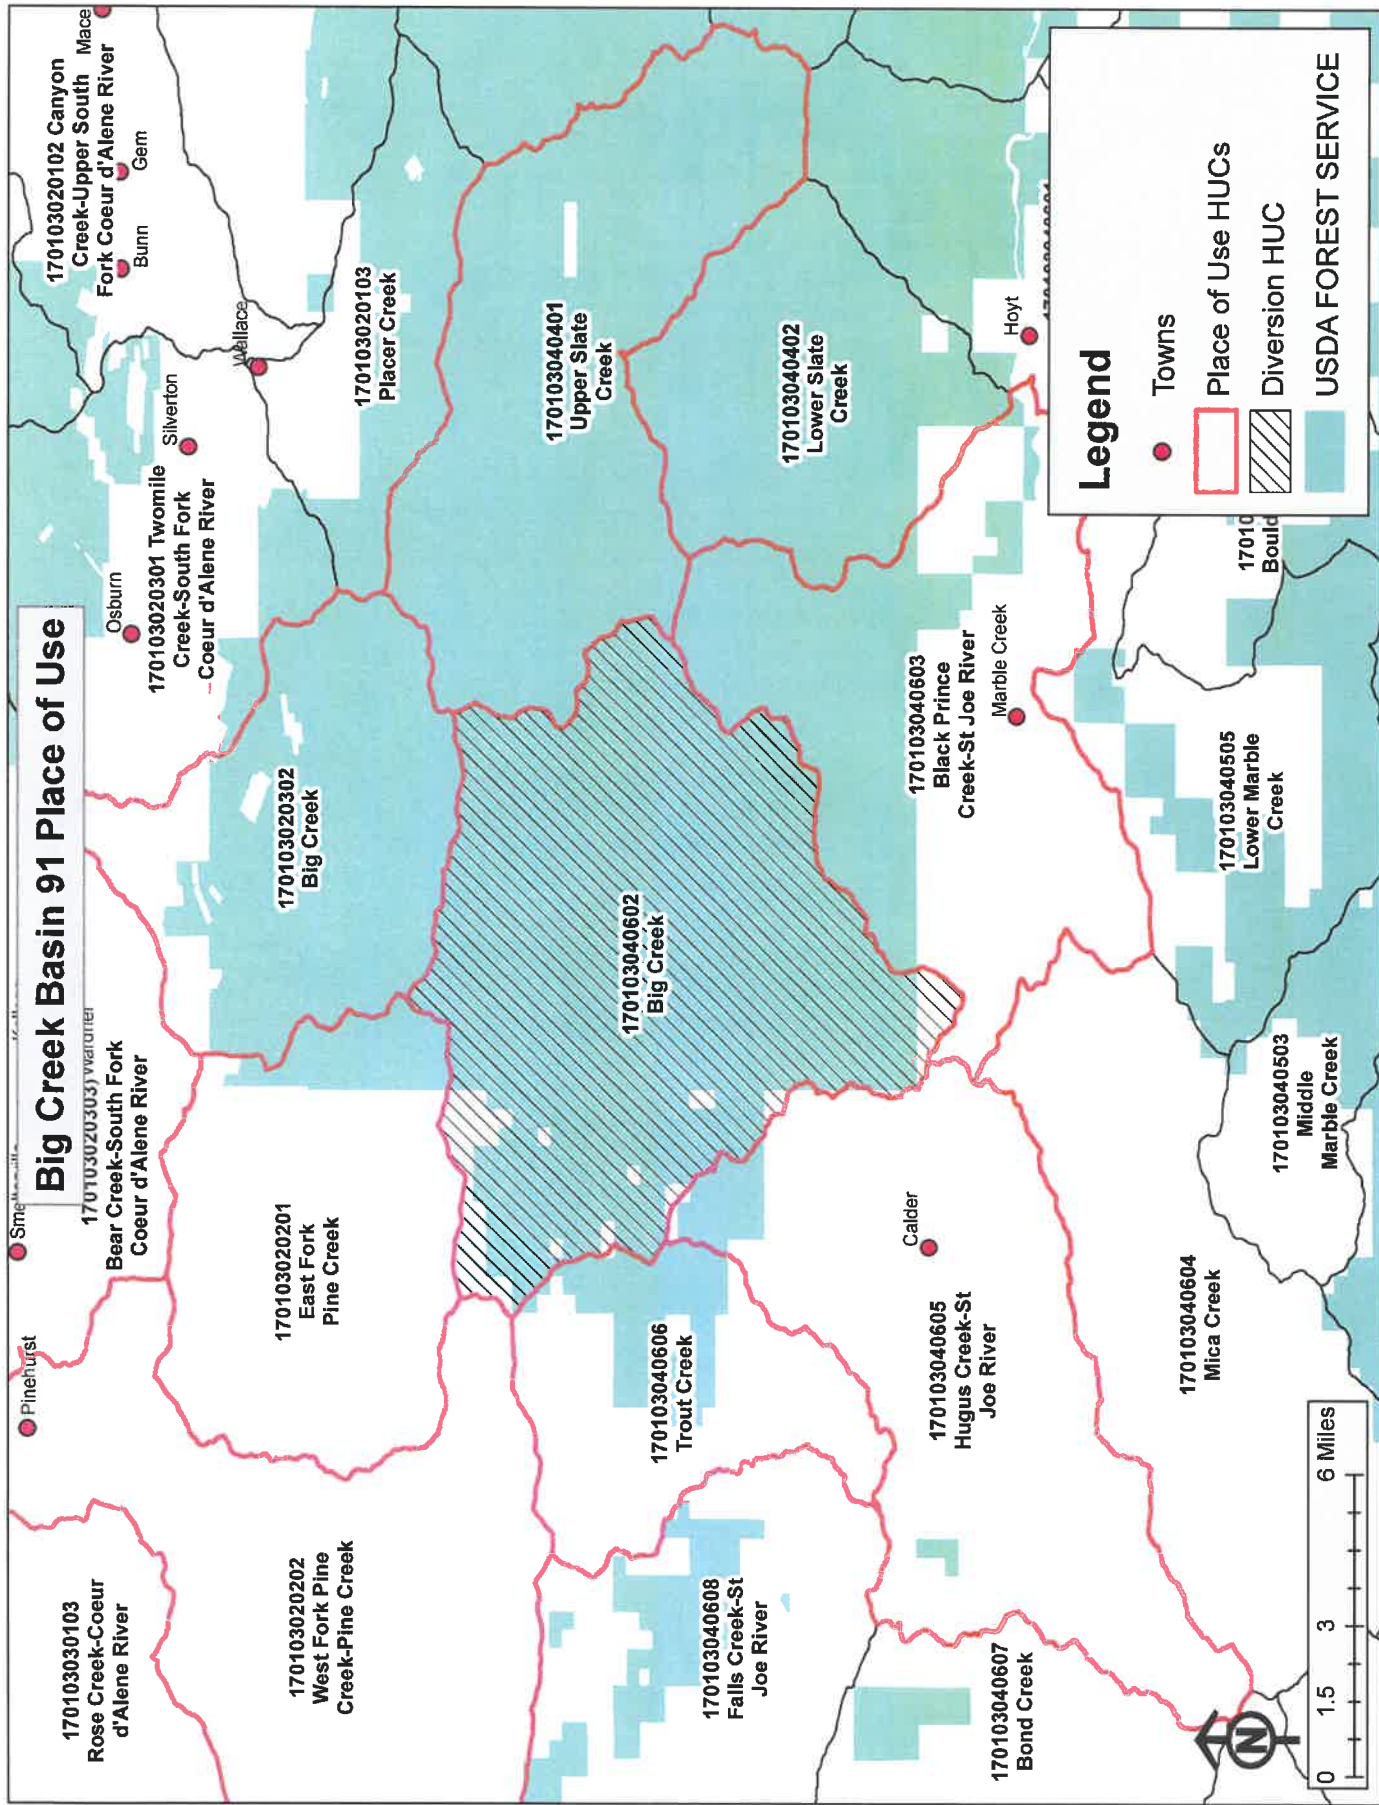 Big Creek Basin 91 Place of Use
Pinehurst
Osburn
Silverton
Wallace
Bunn
Gem
Mace
170103020102 Canyon
Creek-Upper South
Fork Coeur d'Alene River
170103030103
Rose Creek-Coeur
d'Alene River
170103020303) Wardner
Bear Creek-South Fork
Coeur d'Alene River
170103020301 Twomile
Creek-South Fork
Coeur d'Alene River
170103020202
West Fork Pine
Creek-Pine Creek
170103020201
East Fork
Pine Creek
170103020302
Big Creek
170103020103
Placer Creek
170103040401
Upper Slate
Creek
170103040602
Big Creek
170103040606
Trout Creek
170103040608
Falls Creek-St
Joe River
170103040402
Lower Slate
Creek
170103040603
Black Prince
Creek-St Joe River
Calder
Marble Creek
Hoyt
170103040605
Hugus Creek-St
Joe River
170103040607
Bond Creek
170103040604
Mica Creek
170103040505
Lower Marble
Creek
170103040503
Middle
Marble Creek
17010
Bould
Legend
Towns
Place of Use HUCs
Diversion HUC
USDA FOREST SERVICE
N
0 1.5 3 6 Miles